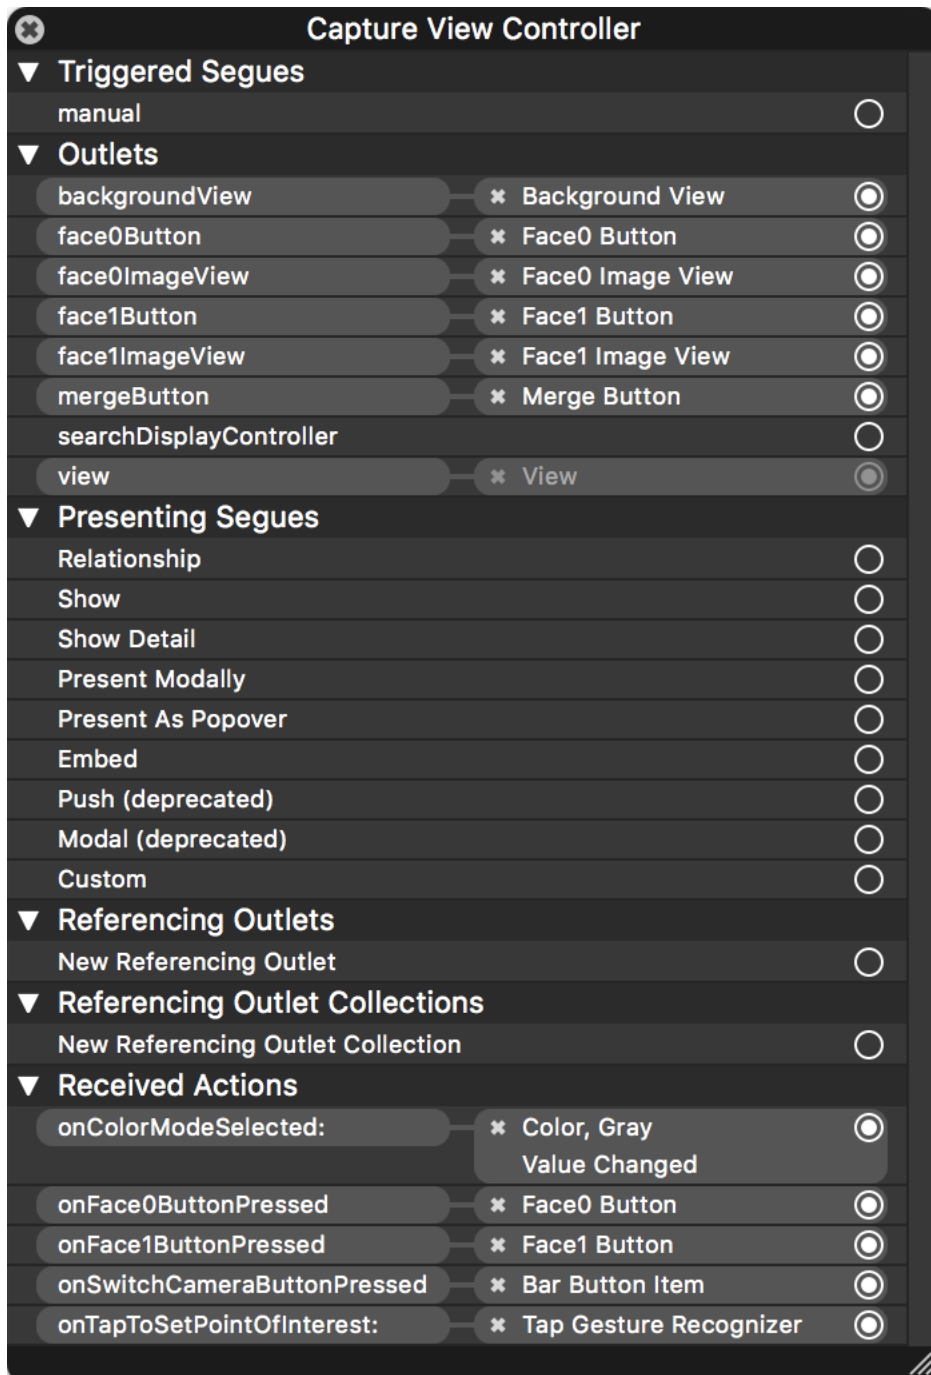 Capture View Controller
Triggered Segues
manual
Outlets
backgroundView Background View
face0Button Face0 Button
face0ImageView Face0 Image View
face1Button Face1 Button
face1ImageView Face1 Image View
mergeButton Merge Button
searchDisplayController
view View
Presenting Segues
Relationship
Show
Show Detail
Present Modally
Present As Popover
Embed
Push (deprecated)
Modal (deprecated)
Custom
Referencing Outlets
New Referencing Outlet
Referencing Outlet Collections
New Referencing Outlet Collection
Received Actions
onColorModeSelected: Color, Gray
Value Changed
onFace0ButtonPressed Face0 Button
onFace1ButtonPressed Face1 Button
onSwitchCameraButtonPressed Bar Button Item
onTapToSetPointOfInterest: Tap Gesture Recognizer